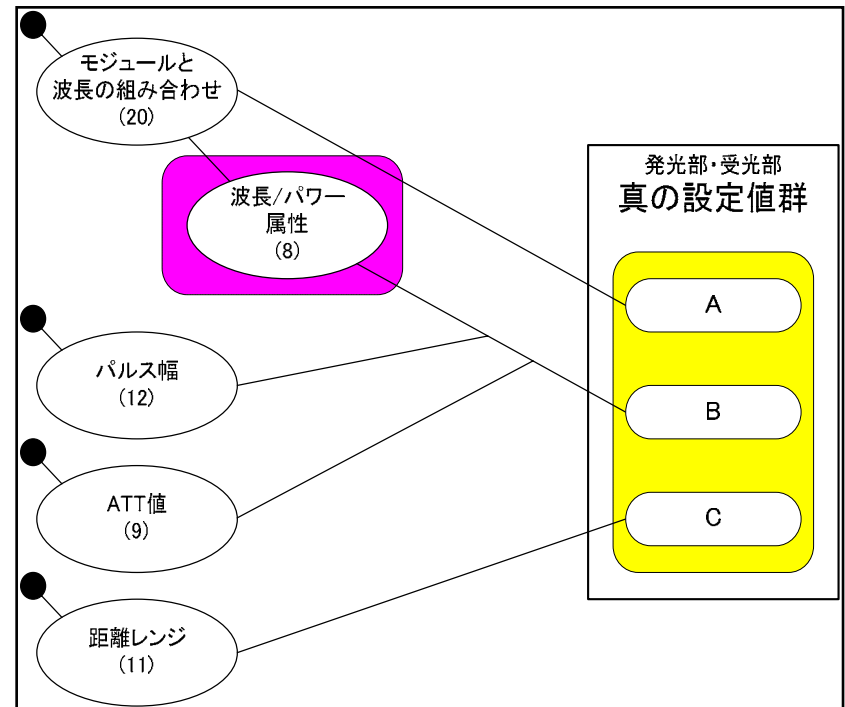 モジュールと
波長の組み合わせ
(20)
発光部・受光部
真の設定値群
波長/パワー
属性
(8)
A
パルス幅
(12)
B
ATT値
(9)
C
距離レンジ
(11)